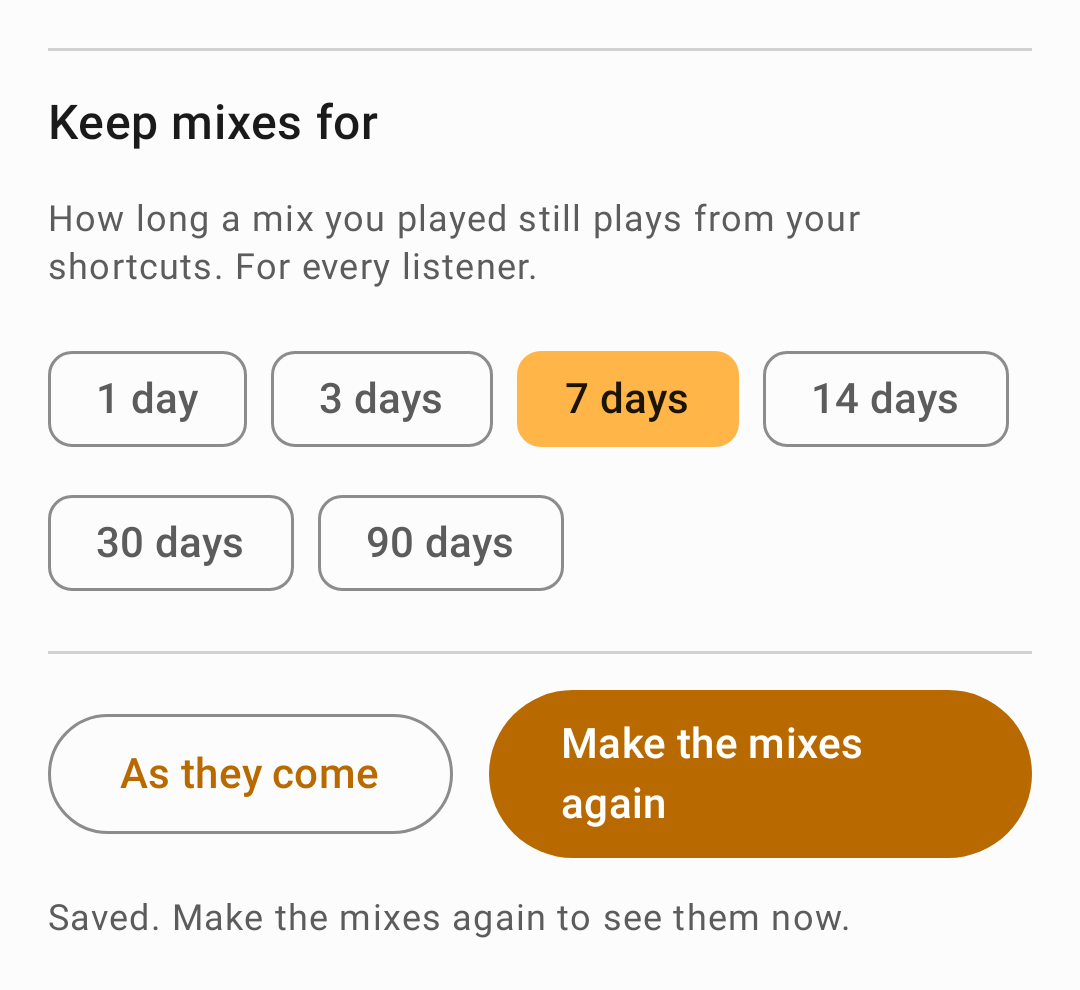 Keep mixes for
How long a mix you played still plays from your
shortcuts. For every listener.
1 day
3 days
7 days
14 days
30 days
90 days
As they come
Make the mixes
again
Saved. Make the mixes again to see them now.